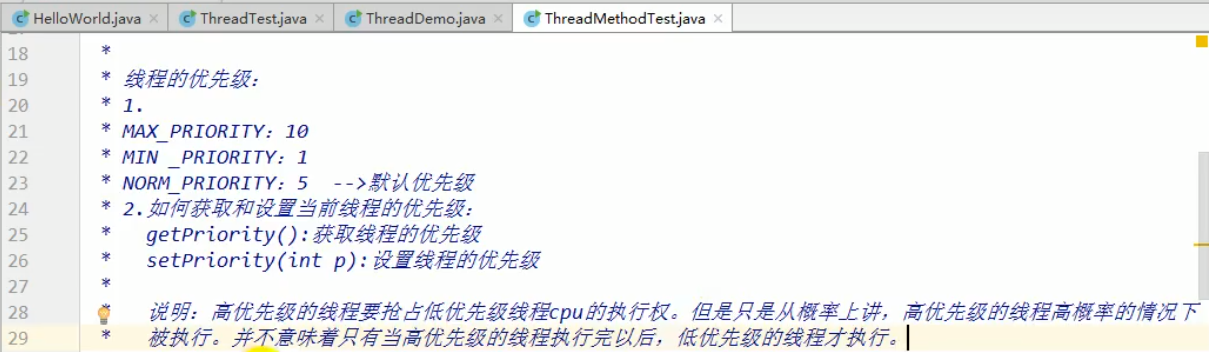 HelloWorld.java × ThreadTest.java × ThreadDemo.java × ThreadMethodTest.java ×
18 *
19 * 线程的优先级:
20 * 1.
21 * MAX_PRIORITY: 10
22 * MIN _PRIORITY: 1
23 * NORM_PRIORITY: 5 -->默认优先级
24 * 2.如何获取和设置当前线程的优先级:
25 * getPriority():获取线程的优先级
26 * setPriority(int p):设置线程的优先级
27 *
28 * 说明: 高优先级的线程要抢占低优先级线程cpu的执行权。但是只是从概率上讲, 高优先级的线程高概率的情况下
29 * 被执行。并不意味着只有当高优先级的线程执行完以后, 低优先级的线程才执行。